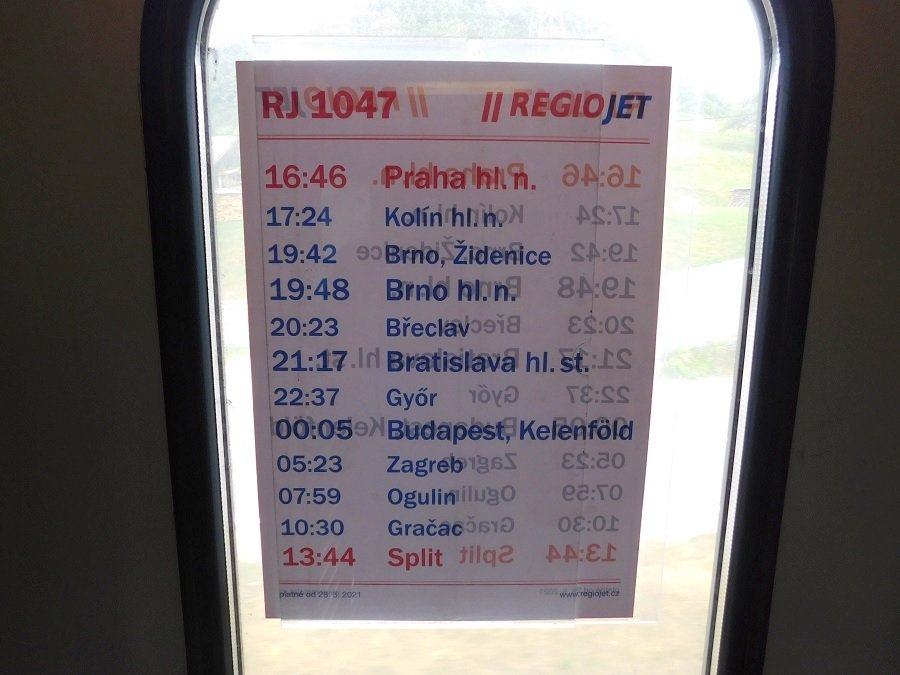 RJ 1047 || REGIOJET
16:46 Praha hl. n.
17:24 Kolín hl. n.
19:42 Brno, Židenice
19:48 Brno hl. n.
20:23 Břeclav
21:17 Bratislava hl. st.
22:37 Győr
00:05 Budapest, Kelenföld
05:23 Zagreb
07:59 Ogulin
10:30 Gračac
13:44 Split
platné od 2021 www.regiojet.cz